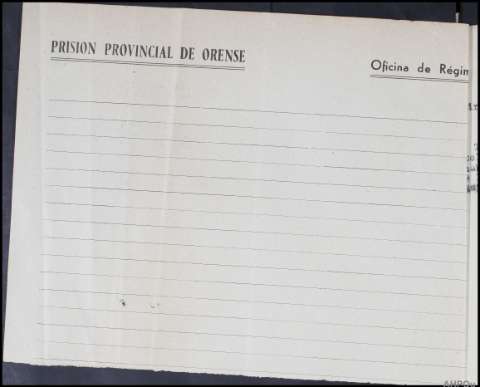 PRISION PROVINCIAL DE ORENSE
Oficina de Régim